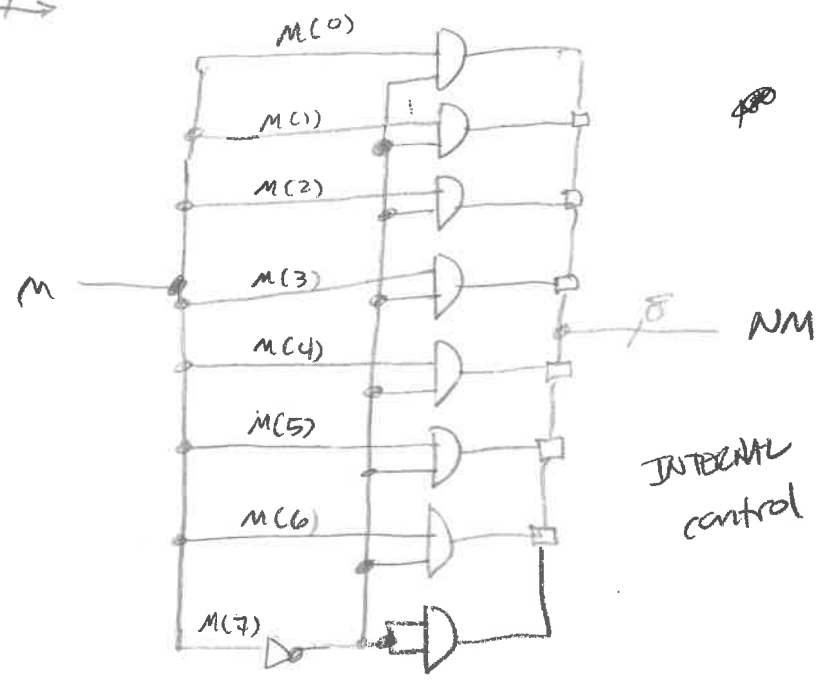 M(0)
M(1)
M(2)
M
M(3)
8
NM
M(4)
M(5)
INTERNAL
control
M(6)
M(7)